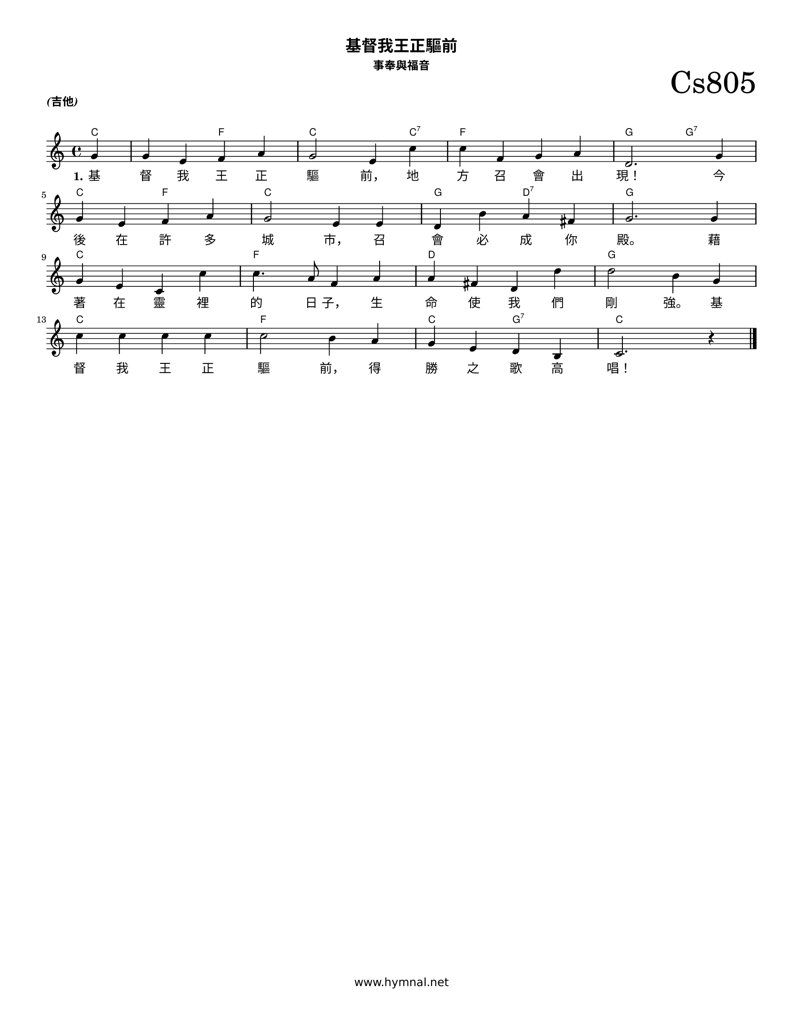 基督我王正驅前
事奉與福音
Cs805
(吉他)
C F C C7 F G G7
1. 基 督 我 王 正 驅 前， 地 方 召 會 出 現！ 今
5 C F C G D7 G
後 在 許 多 城 市， 召 會 必 成 你 殿。 藉
9 C F D G
著 在 靈 裡 的 日 子， 生 命 使 我 們 剛 強。 基
13 C F C G7 C
督 我 王 正 驅 前， 得 勝 之 歌 高 唱！
www.hymnal.net